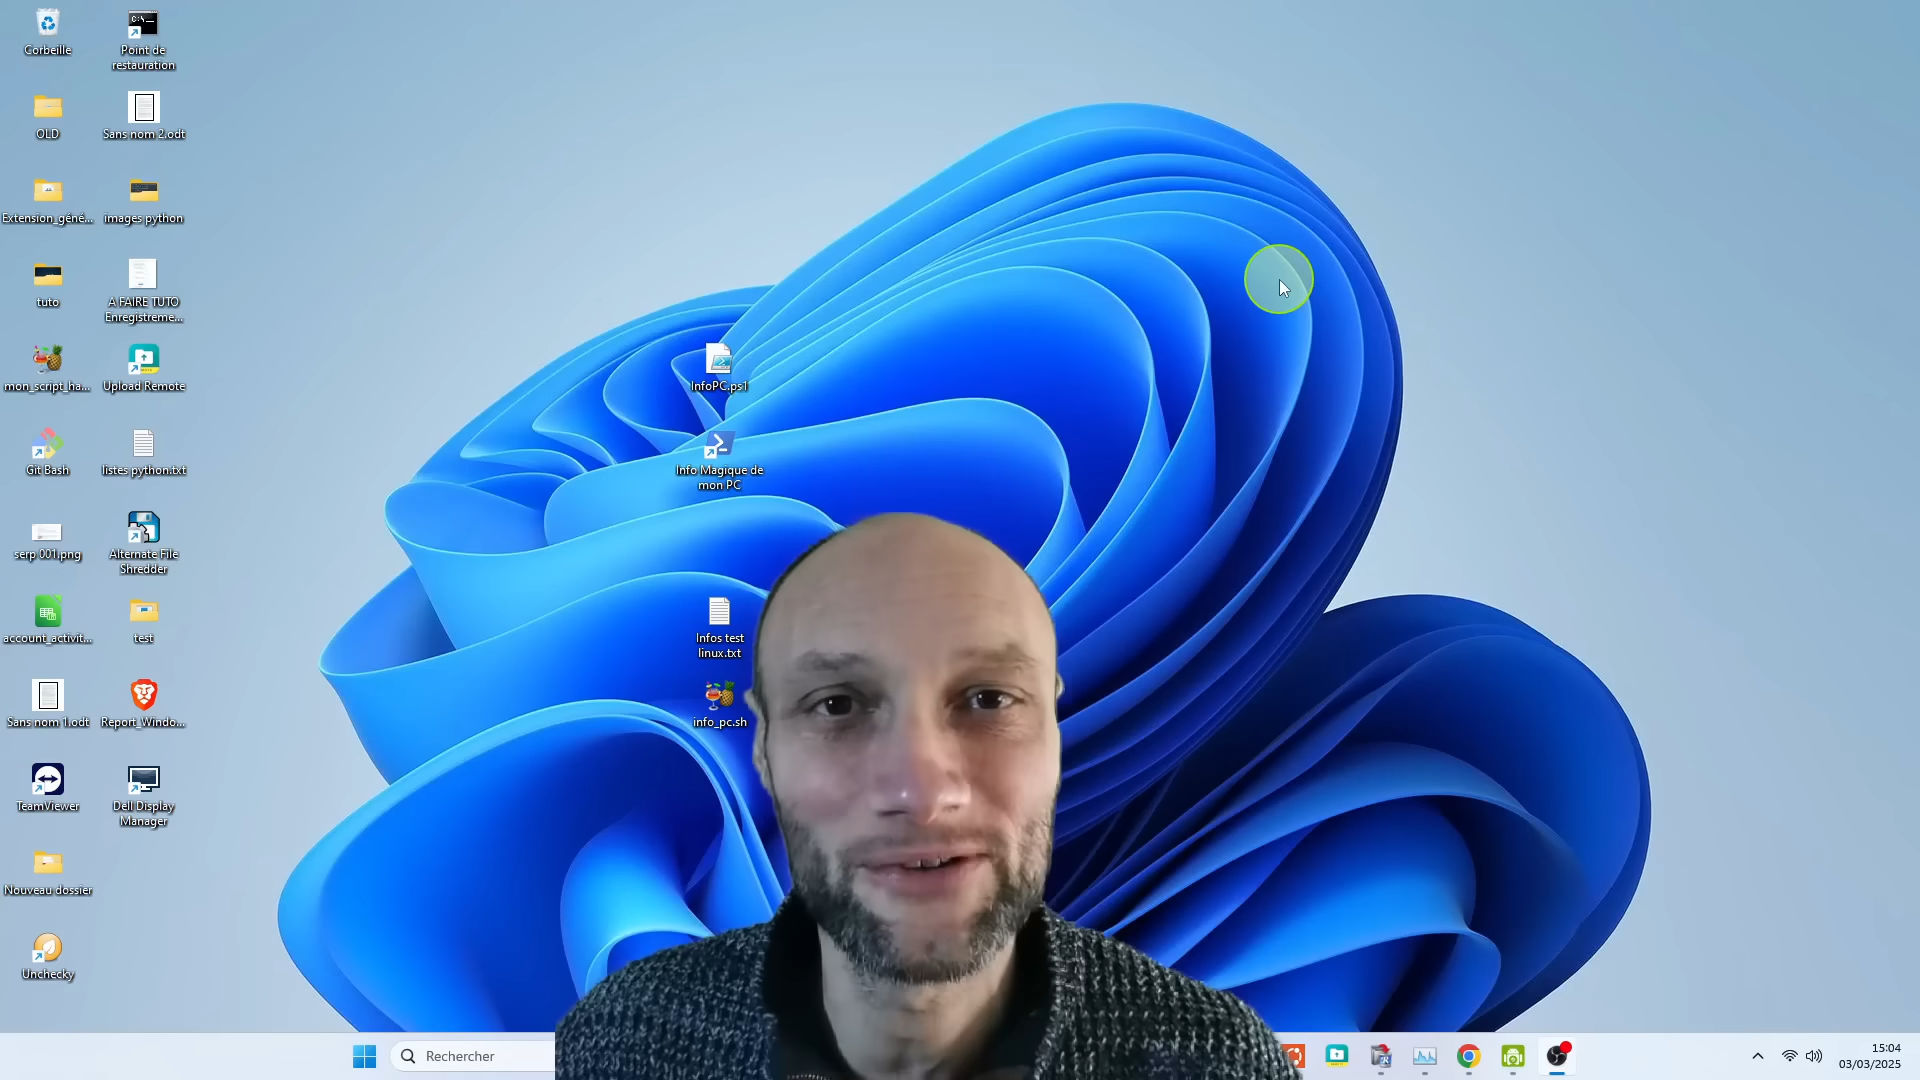 Corbeille
Point de
restauration
OLD
Sans nom 2.odt
Extension_géné...
images python
tuto
A FAIRE TUTO
Enregistreme...
mon_script_ha...
Upload Remote
Git Bash
listes python.txt
serp 001.png
Alternate File
Shredder
account_activit...
test
Sans nom 1.odt
Report_Windo...
TeamViewer
Dell Display
Manager
Nouveau dossier
Unchecky
InfoPC.ps1
Info Magique de
mon PC
Infos test
linux.txt
info_pc.sh
Rechercher
15:04
03/03/2025